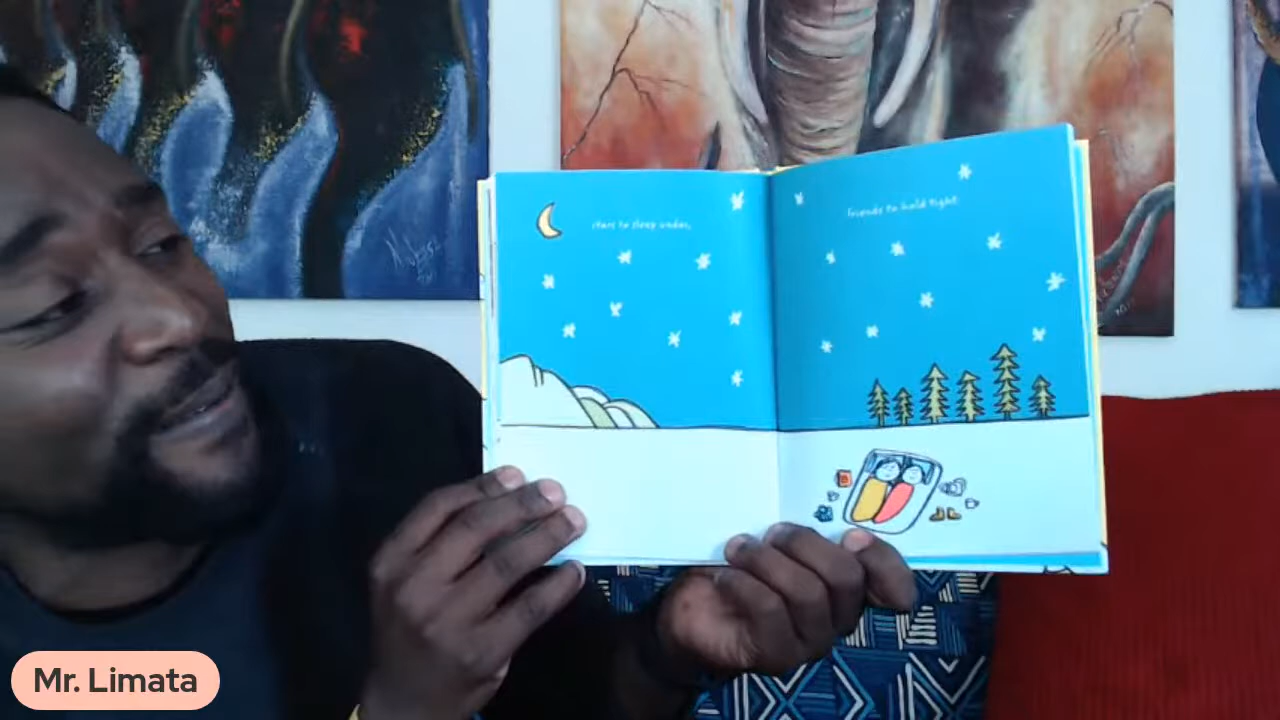 stars to sleep under,
friends to hold tight.
Mr. Limata